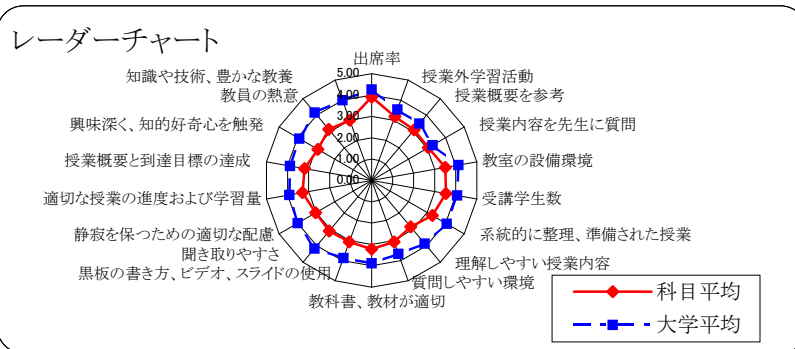 レーダーチャート
出席率
授業外学習活動
授業概要を参考
授業内容を先生に質問
教室の設備環境
受講学生数
系統的に整理、準備された授業
理解しやすい授業内容
質問しやすい環境
教科書、教材が適切
黒板の書き方、ビデオ、スライドの使用
聞き取りやすさ
静寂を保つための適切な配慮
適切な授業の進度および学習量
授業概要と到達目標の達成
興味深く、知的好奇心を触発
教員の熱意
知識や技術、豊かな教養
5.00
4.00
3.00
2.00
1.00
0.00
科目平均
大学平均